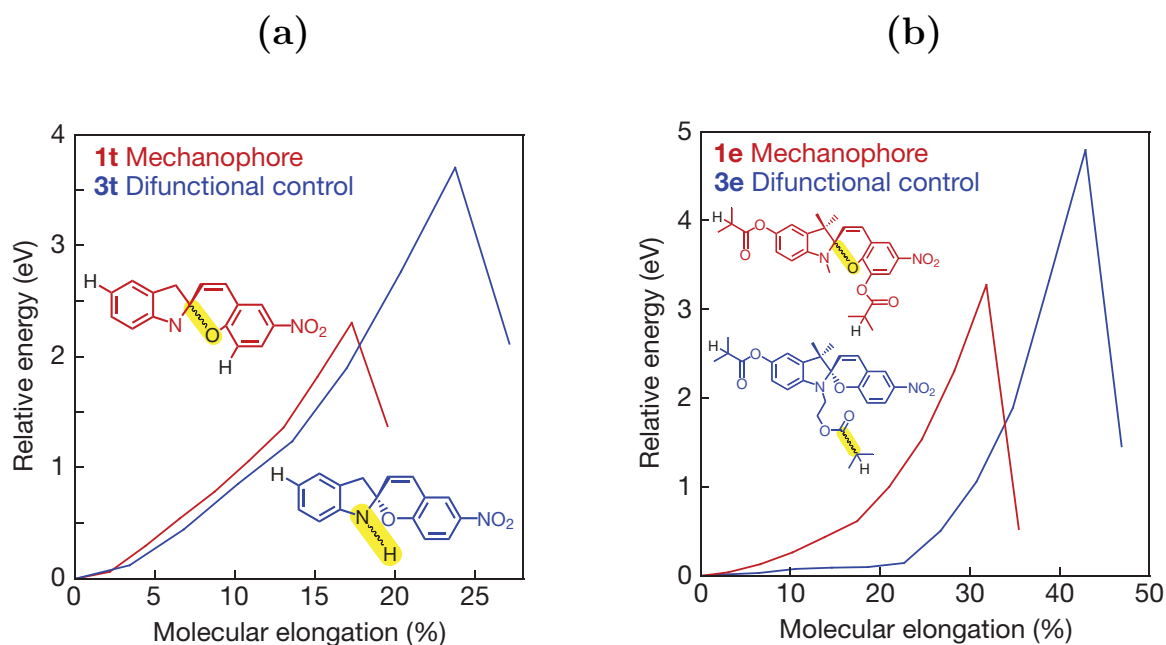 (a)
Relative energy (eV)
4
3
2
1
0
1t Mechanophore
3t Difunctional control
H
N
O
NO2
H
H
N
O
NO2
H
0 5 10 15 20 25
Molecular elongation (%)
(b)
Relative energy (eV)
5
4
3
2
1
0
1e Mechanophore
3e Difunctional control
H
O
O
N
O
NO2
O
O
H
H
O
O
N
O
NO2
O
O
H
0 10 20 30 40 50
Molecular elongation (%)